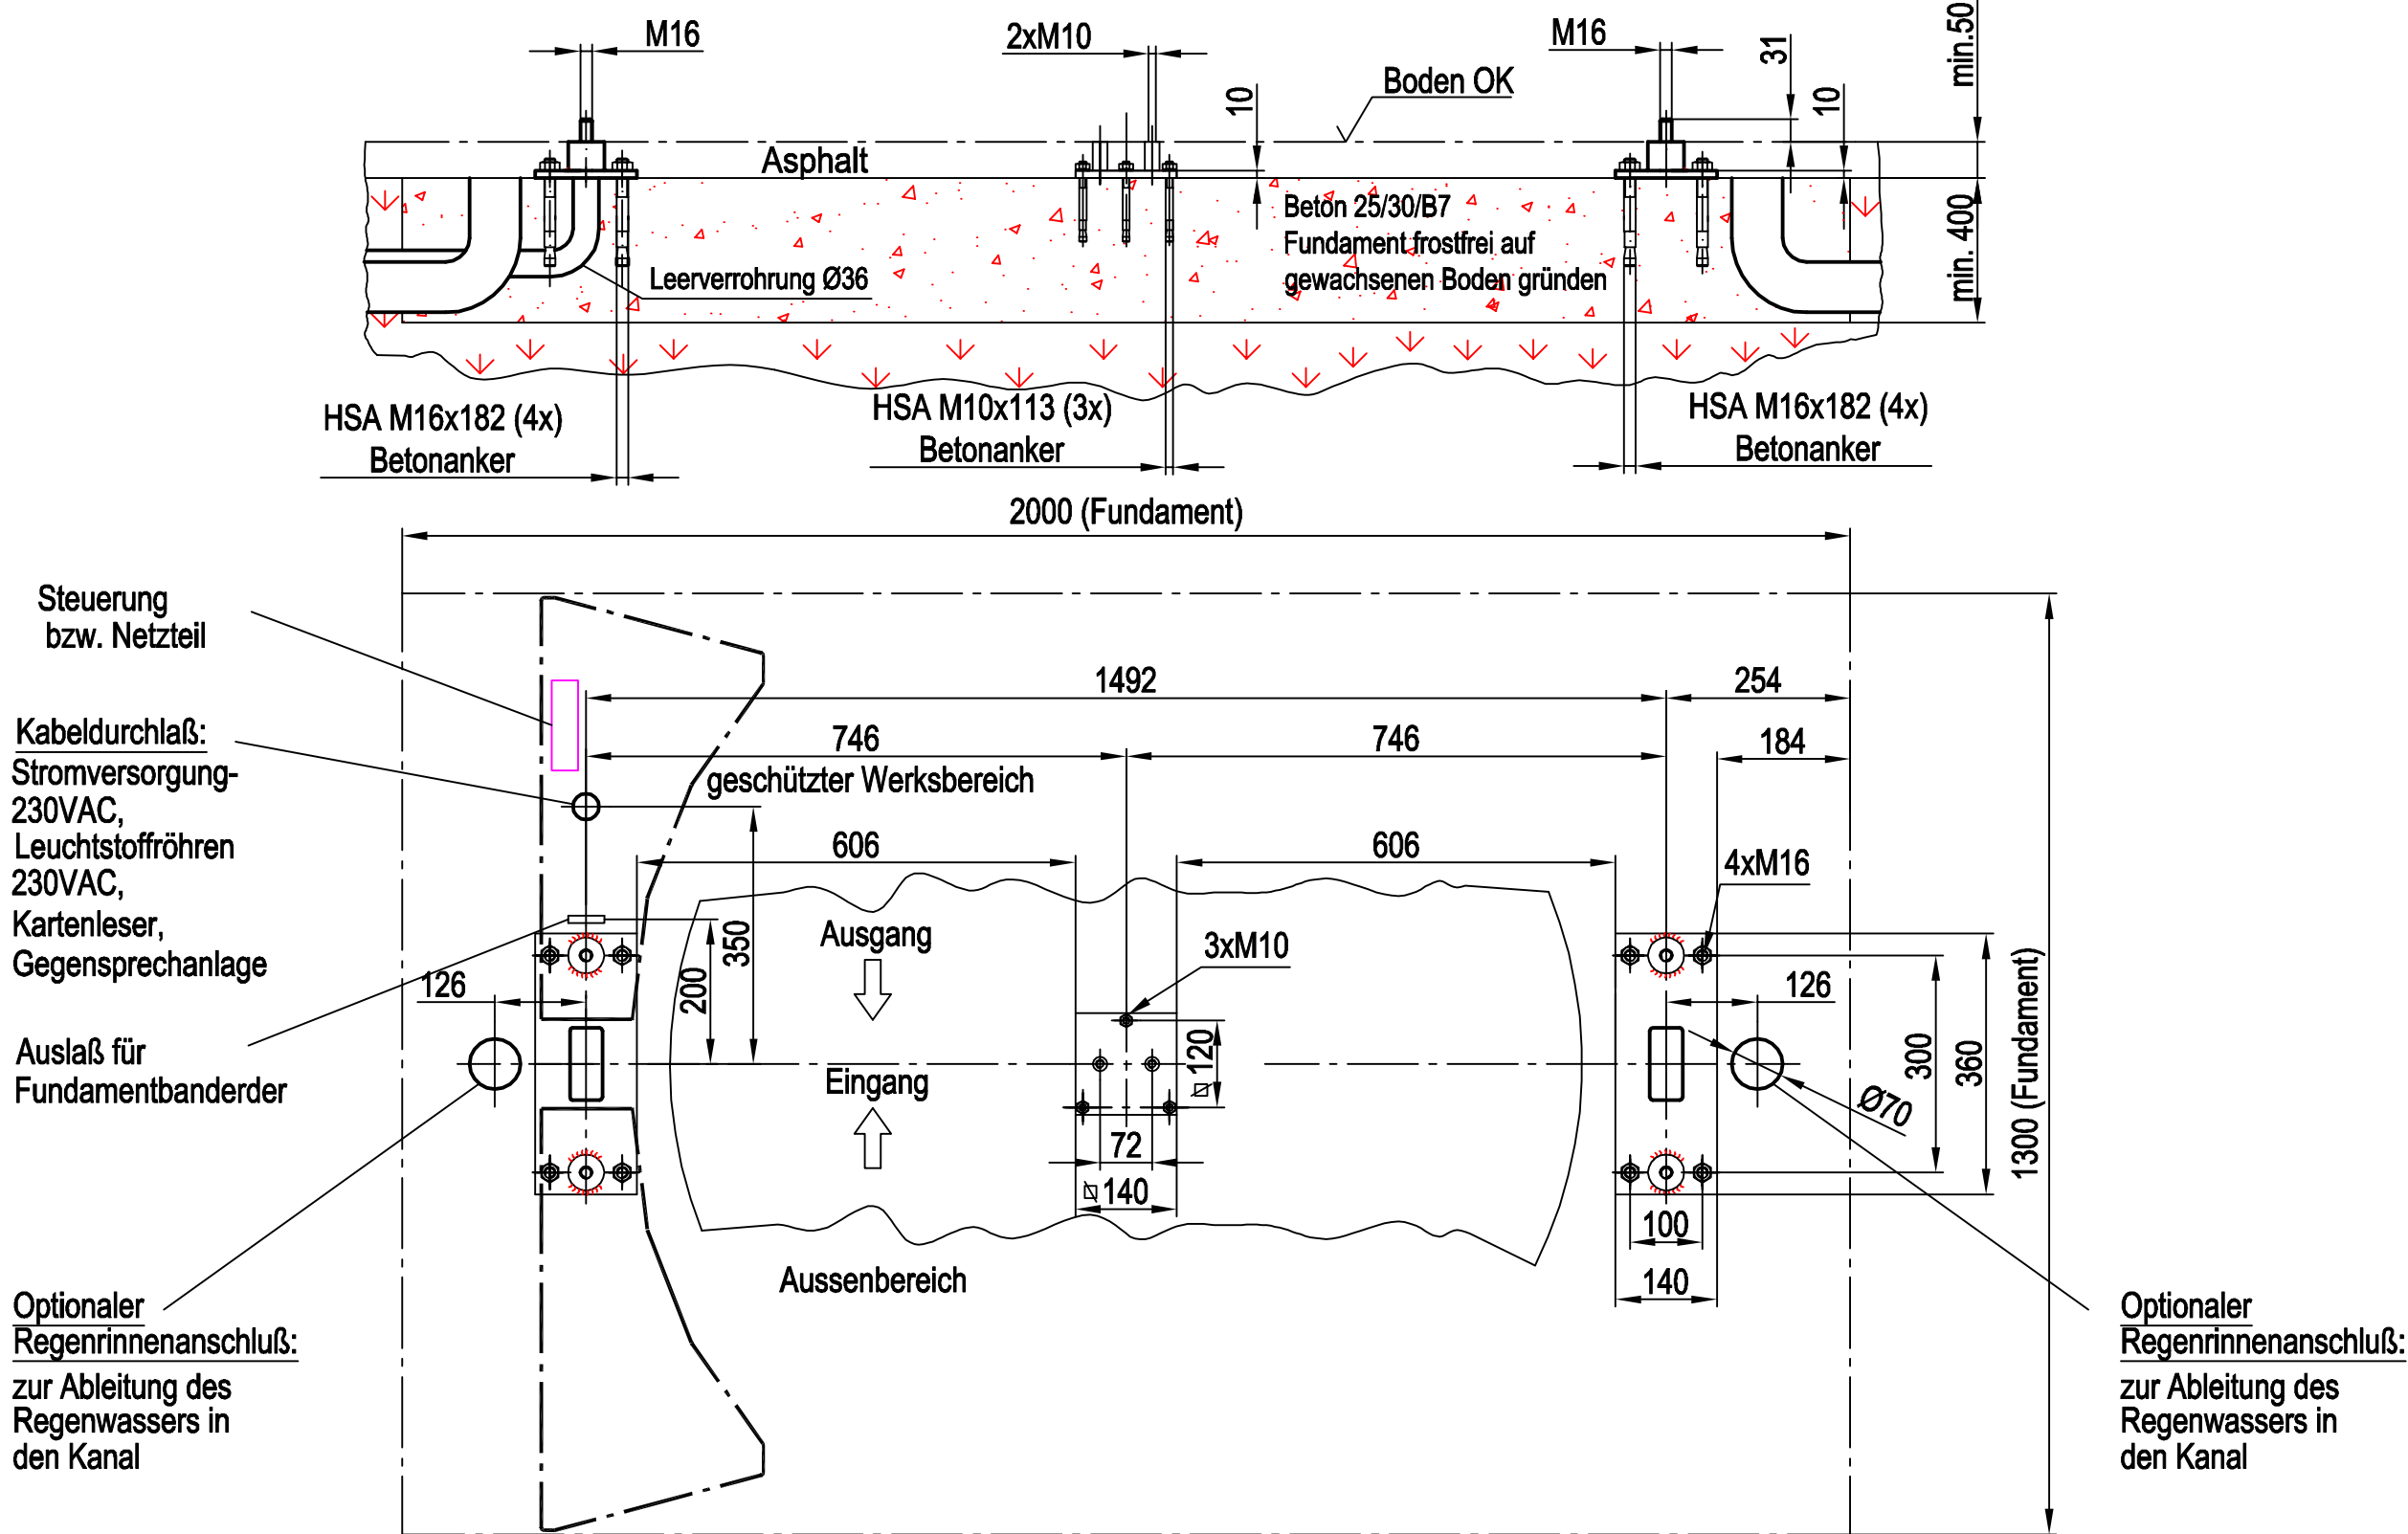 M16
2xM10
M16
31
min.50
10
Boden OK
10
Asphalt
Beton 25/30/B7
Fundament frostfrei auf
gewachsenen Boden gründen
min. 400
Leerverrohrung Ø36
HSA M16x182 (4x)
Betonanker
HSA M10x113 (3x)
Betonanker
HSA M16x182 (4x)
Betonanker
2000 (Fundament)
Steuerung
bzw. Netzteil
1492
254
Kabeldurchlaß:
Stromversorgung-
230VAC,
Leuchtstoffröhren
230VAC,
Kartenleser,
Gegensprechanlage
746
746
184
geschützter Werksbereich
606
606
4xM16
350
200
Ausgang
3xM10
126
126
Auslaß für
Fundamentbanderder
Eingang
120
72
140
300
360
1300 (Fundament)
Ø70
100
140
Aussenbereich
Optionaler
Regenrinnenanschluß:
zur Ableitung des
Regenwassers in
den Kanal
Optionaler
Regenrinnenanschluß:
zur Ableitung des
Regenwassers in
den Kanal